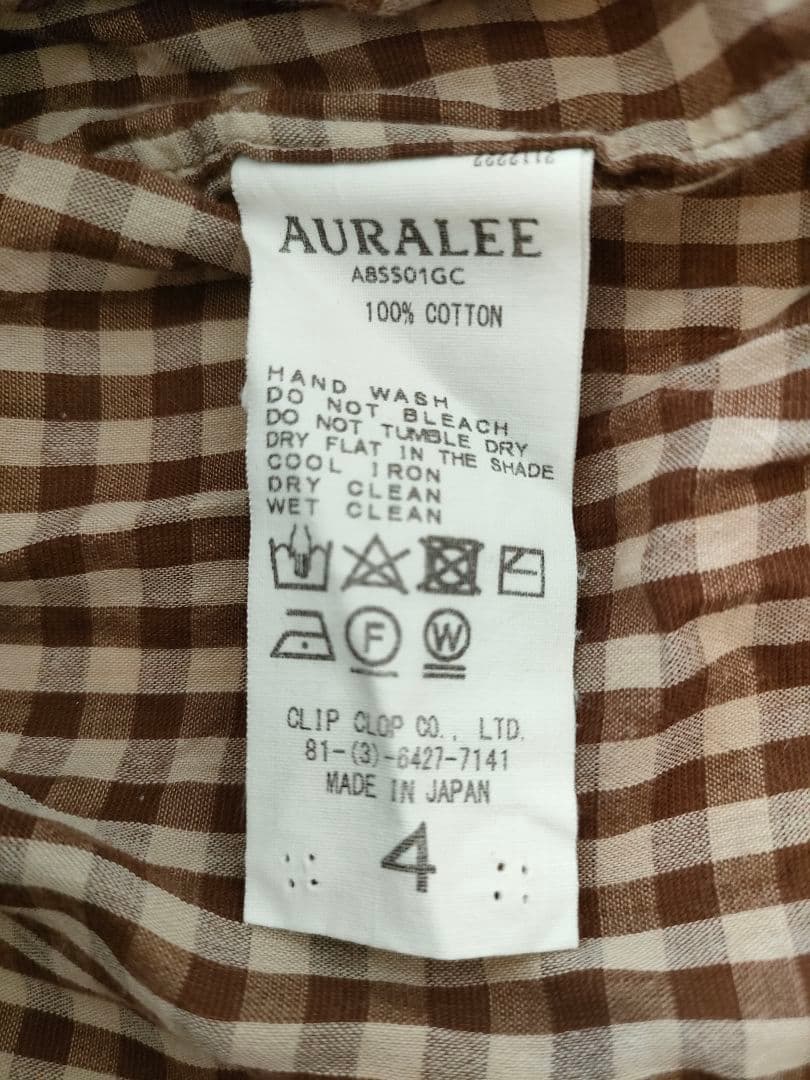 AURALEE
A8SS01GC
100% COTTON
HAND WASH
DO NOT BLEACH
DO NOT TUMBLE DRY
DRY FLAT IN THE SHADE
COOL IRON
DRY CLEAN
WET CLEAN
F
W
CLIP CLOP CO., LTD.
81-(3)-6427-7141
MADE IN JAPAN
4